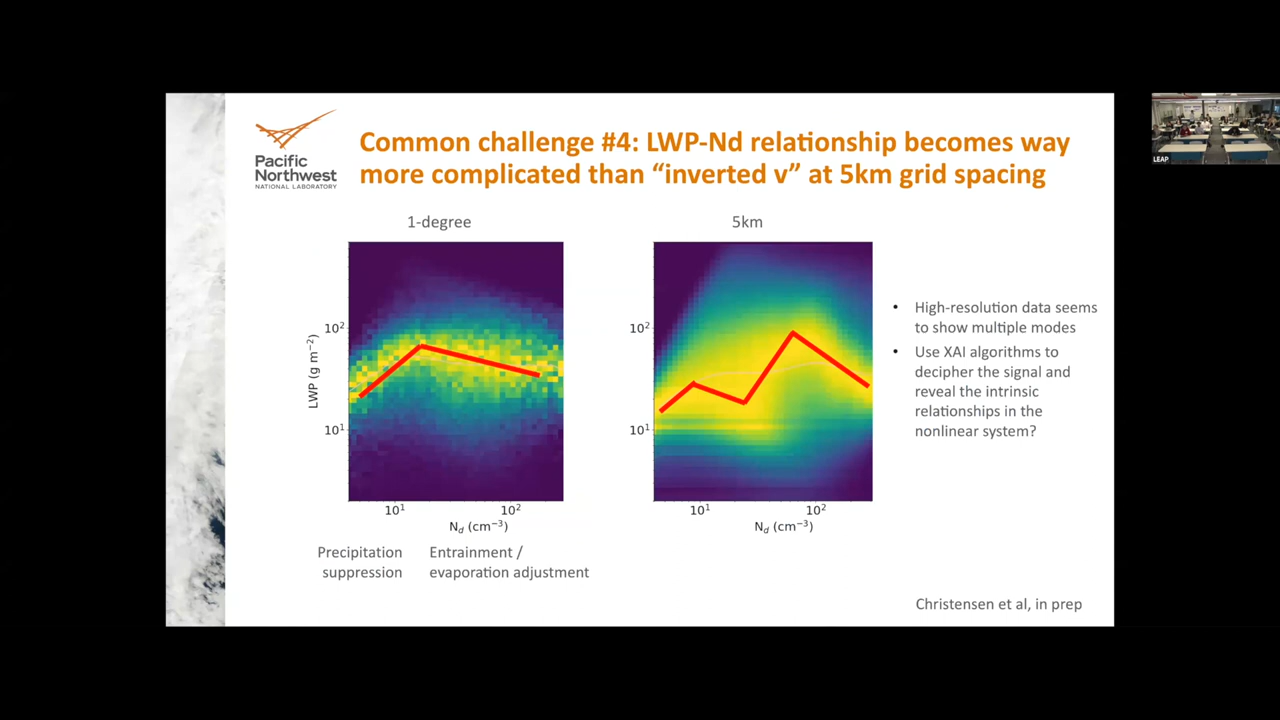 Pacific
Northwest
NATIONAL LABORATORY
Common challenge #4: LWP-Nd relationship becomes way
more complicated than “inverted v” at 5km grid spacing
LEAP
1-degree
10²
10¹
LWP (g m⁻²)
10¹ 10²
N_d (cm⁻³)
Precipitation
suppression
Entrainment /
evaporation adjustment
5km
10²
10¹
10¹ 10²
N_d (cm⁻³)
• High-resolution data seems
to show multiple modes
• Use XAI algorithms to
decipher the signal and
reveal the intrinsic
relationships in the
nonlinear system?
Christensen et al, in prep